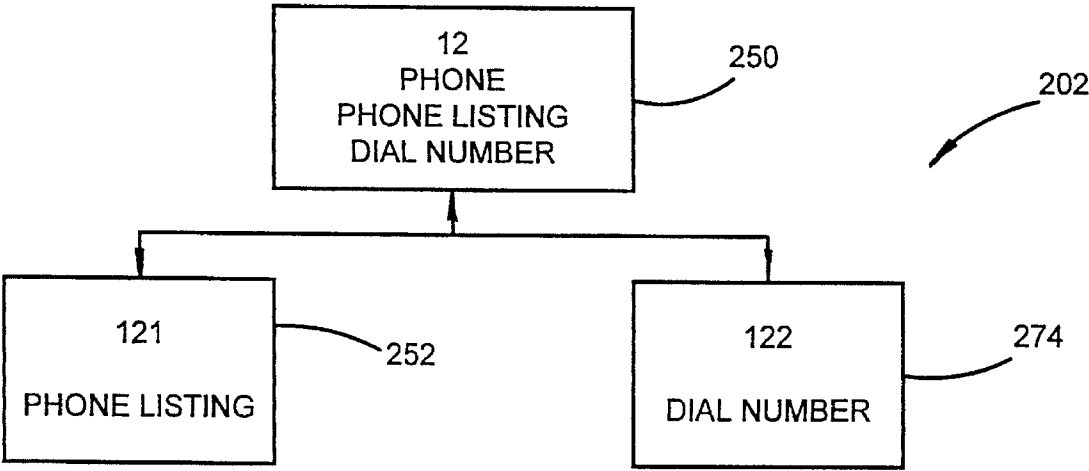 12
PHONE
PHONE LISTING
DIAL NUMBER
250
202
121
PHONE LISTING
252
122
DIAL NUMBER
274